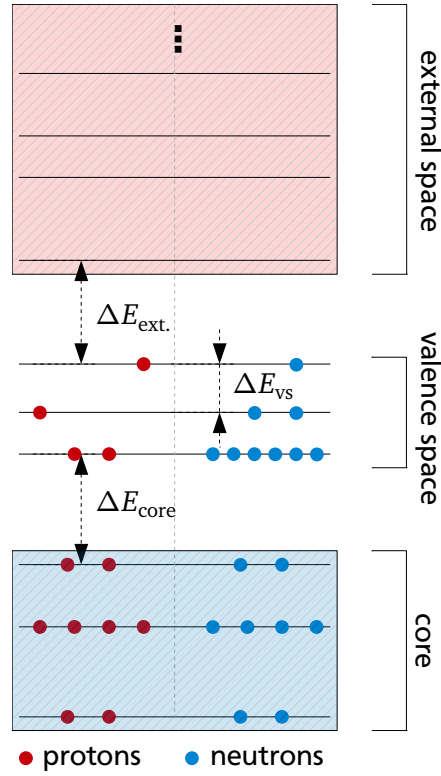 external space
ΔE_ext.
valence space
ΔE_vs
ΔE_core
core
protons
neutrons